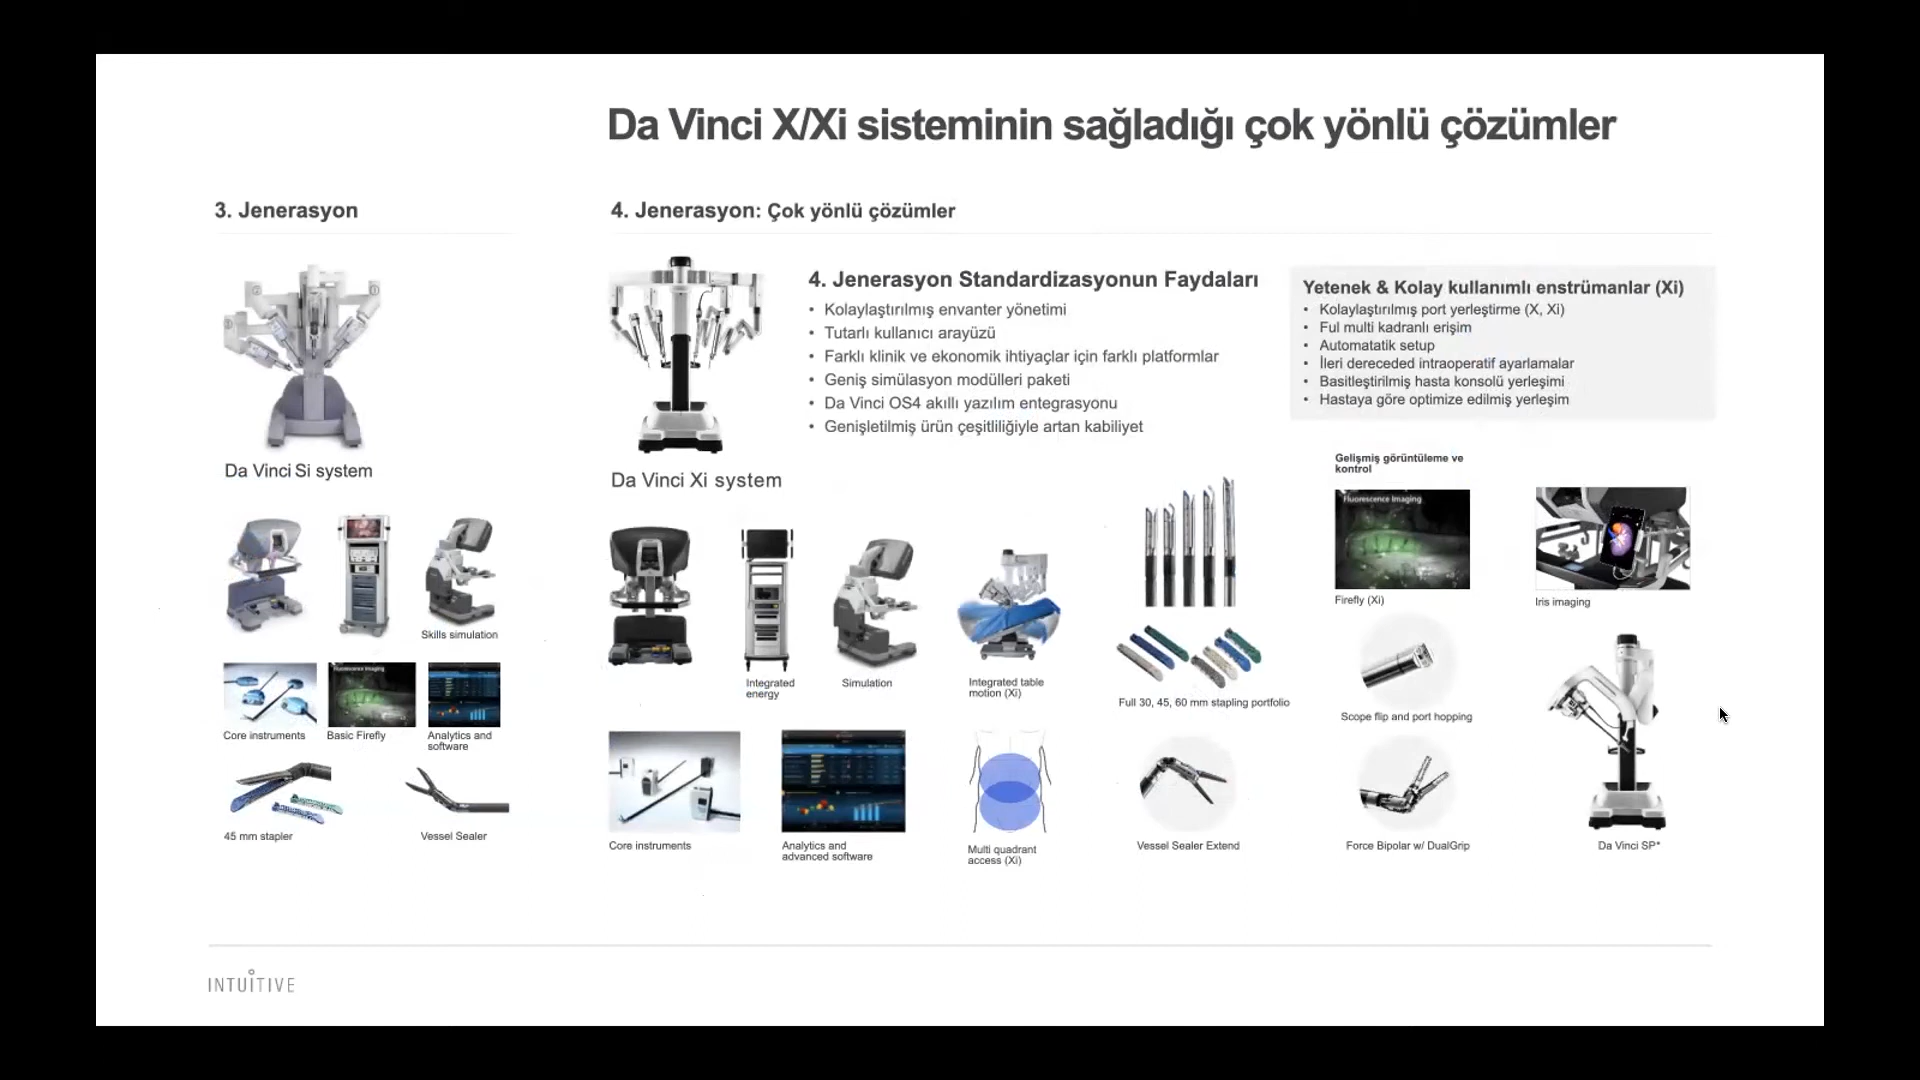 Da Vinci X/Xi sisteminin sağladığı çok yönlü çözümler
3. Jenerasyon
Da Vinci Si system
Skills simulation
Fluorescence Imaging
Core instruments
Basic Firefly
Analytics and
software
45 mm stapler
Vessel Sealer
4. Jenerasyon: Çok yönlü çözümler
Da Vinci Xi system
4. Jenerasyon Standardizasyonun Faydaları
• Kolaylaştırılmış envanter yönetimi
• Tutarlı kullanıcı arayüzü
• Farklı klinik ve ekonomik ihtiyaçlar için farklı platformlar
• Geniş simülasyon modülleri paketi
• Da Vinci OS4 akıllı yazılım entegrasyonu
• Genişletilmiş ürün çeşitliliğiyle artan kabiliyet
Yetenek & Kolay kullanımlı enstrümanlar (Xi)
• Kolaylaştırılmış port yerleştirme (X, Xi)
• Ful multi kadranlı erişim
• Automatatik setup
• İleri dereceded intraoperatif ayarlamalar
• Basitleştirilmiş hasta konsolü yerleşimi
• Hastaya göre optimize edilmiş yerleşim
Integrated
energy
Simulation
Integrated table
motion (Xi)
Full 30, 45, 60 mm stapling portfolio
Gelişmiş görüntüleme ve
kontrol
Fluorescence Imaging
Firefly (Xi)
Iris imaging
Scope flip and port hopping
Core instruments
Analytics and
advanced software
Multi quadrant
access (Xi)
Vessel Sealer Extend
Force Bipolar w/ DualGrip
Da Vinci SP*
INTUITIVE